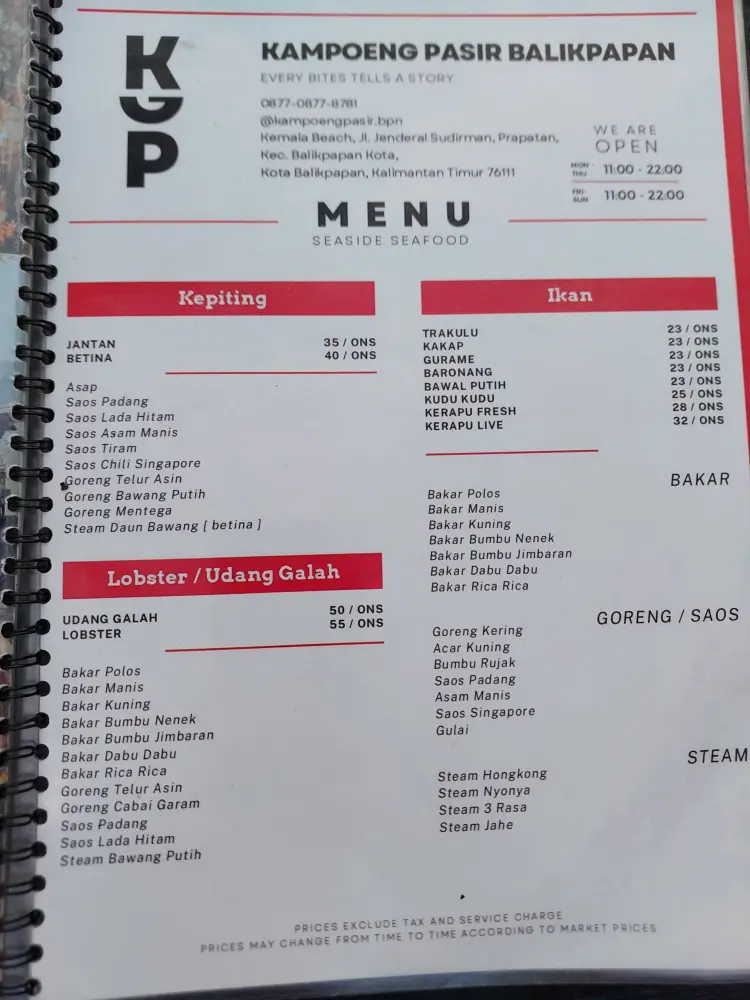 KGP
KAMPOENG PASIR BALIKPAPAN
EVERY BITES TELLS A STORY
0877-0877-8781
@kampoengpasir.bpn
Kemala Beach, Jl. Jenderal Sudirman, Prapatan,
Kec. Balikpapan Kota,
Kota Balikpapan, Kalimantan Timur 76111
WE ARE
OPEN
MON - THU 11:00 - 22:00
FRI - SUN 11:00 - 22:00
MENU
SEASIDE SEAFOOD
Kepiting
JANTAN 35 / ONS
BETINA 40 / ONS
Asap
Saos Padang
Saos Lada Hitam
Saos Asam Manis
Saos Tiram
Saos Chili Singapore
Goreng Telur Asin
Goreng Bawang Putih
Goreng Mentega
Steam Daun Bawang [ betina ]
Lobster / Udang Galah
UDANG GALAH 50 / ONS
LOBSTER 55 / ONS
Bakar Polos
Bakar Manis
Bakar Kuning
Bakar Bumbu Nenek
Bakar Bumbu Jimbaran
Bakar Dabu Dabu
Bakar Rica Rica
Goreng Telur Asin
Goreng Cabai Garam
Saos Padang
Saos Lada Hitam
Steam Bawang Putih
Ikan
TRAKULU 23 / ONS
KAKAP 23 / ONS
GURAME 23 / ONS
BARONANG 23 / ONS
BAWAL PUTIH 23 / ONS
KUDU KUDU 25 / ONS
KERAPU FRESH 28 / ONS
KERAPU LIVE 32 / ONS
BAKAR
Bakar Polos
Bakar Manis
Bakar Kuning
Bakar Bumbu Nenek
Bakar Bumbu Jimbaran
Bakar Dabu Dabu
Bakar Rica Rica
GORENG / SAOS
Goreng Kering
Acar Kuning
Bumbu Rujak
Saos Padang
Asam Manis
Saos Singapore
Gulai
STEAM
Steam Hongkong
Steam Nyonya
Steam 3 Rasa
Steam Jahe
PRICES EXCLUDE TAX AND SERVICE CHARGE
PRICES MAY CHANGE FROM TIME TO TIME ACCORDING TO MARKET PRICES